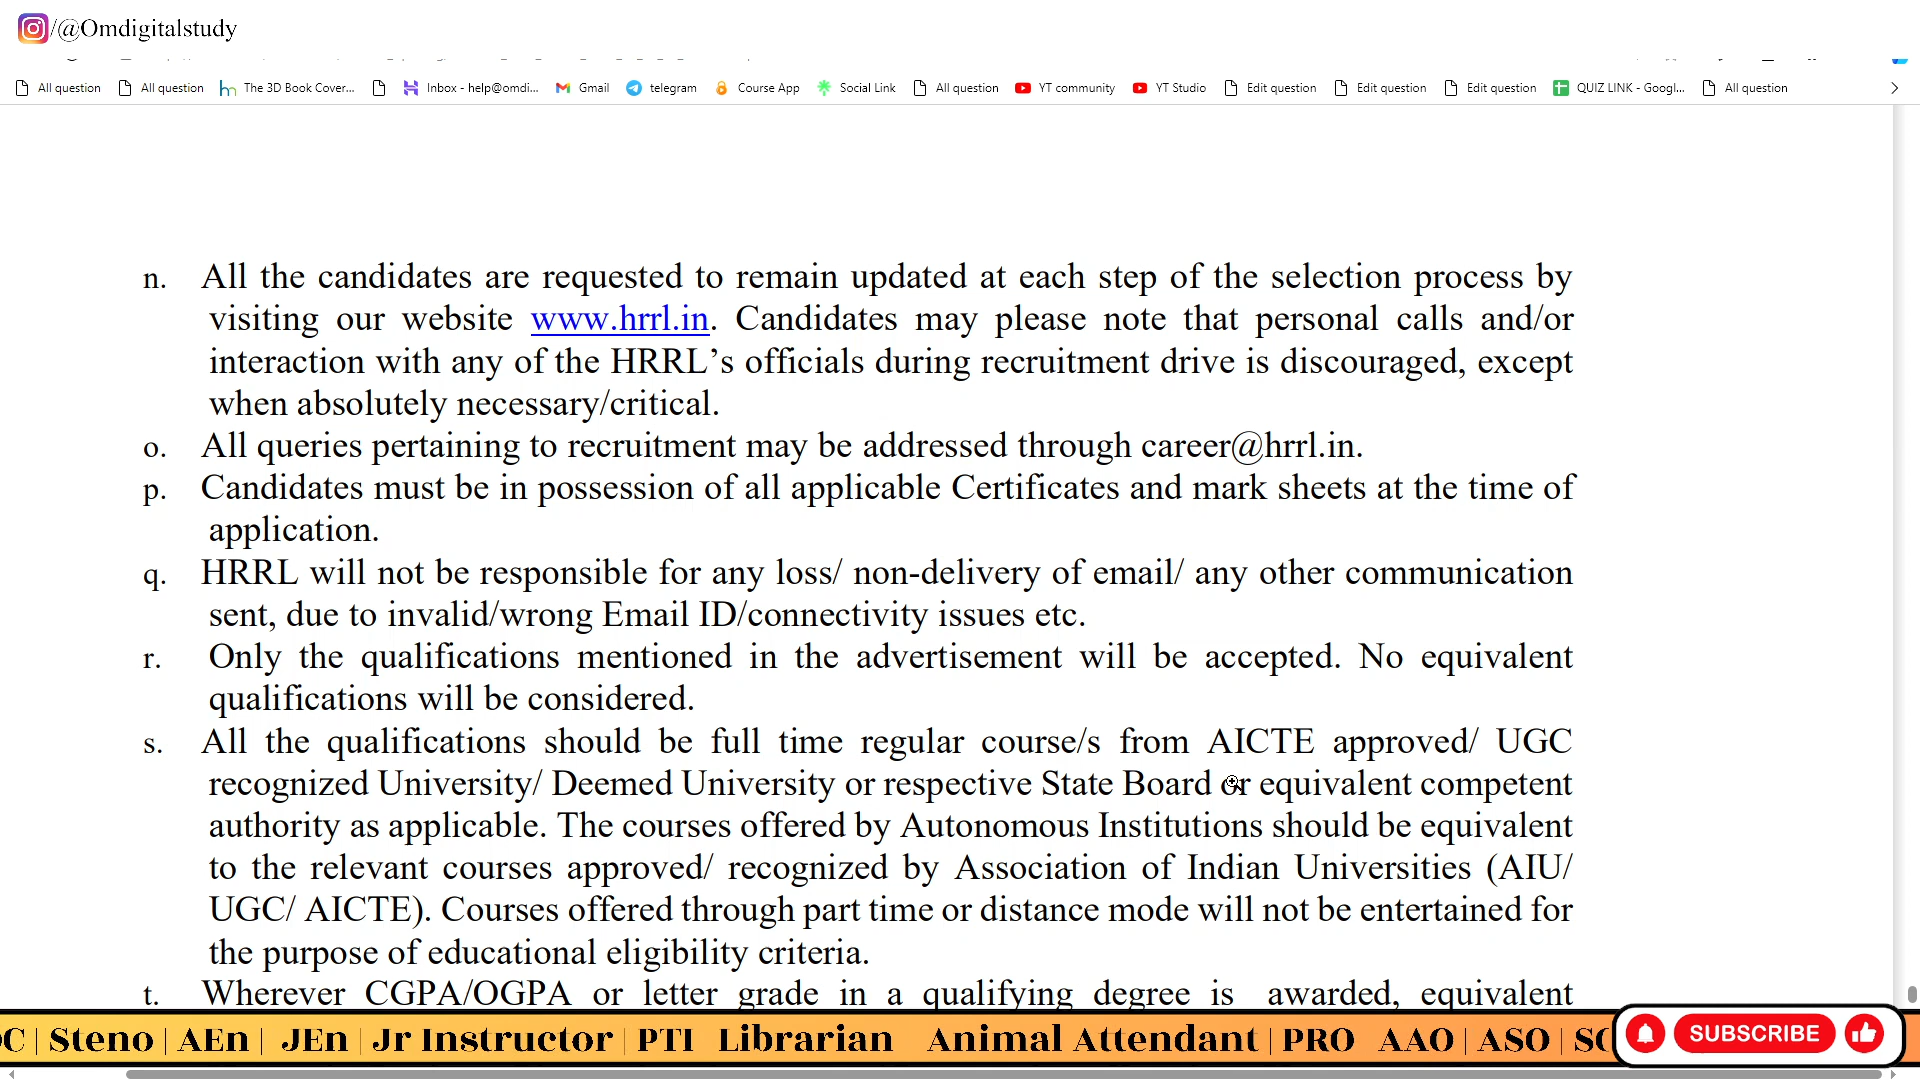 /@Omdigitalstudy
All question All question The 3D Book Cover... Inbox - help@omdi... Gmail telegram Course App Social Link All question YT community YT Studio Edit question Edit question Edit question QUIZ LINK - Googl... All question
n. All the candidates are requested to remain updated at each step of the selection process by
visiting our website www.hrrl.in. Candidates may please note that personal calls and/or
interaction with any of the HRRL’s officials during recruitment drive is discouraged, except
when absolutely necessary/critical.
o. All queries pertaining to recruitment may be addressed through career@hrrl.in.
p. Candidates must be in possession of all applicable Certificates and mark sheets at the time of
application.
q. HRRL will not be responsible for any loss/ non-delivery of email/ any other communication
sent, due to invalid/wrong Email ID/connectivity issues etc.
r. Only the qualifications mentioned in the advertisement will be accepted. No equivalent
qualifications will be considered.
s. All the qualifications should be full time regular course/s from AICTE approved/ UGC
recognized University/ Deemed University or respective State Board or equivalent competent
authority as applicable. The courses offered by Autonomous Institutions should be equivalent
to the relevant courses approved/ recognized by Association of Indian Universities (AIU/
UGC/ AICTE). Courses offered through part time or distance mode will not be entertained for
the purpose of educational eligibility criteria.
t. Wherever CGPA/OGPA or letter grade in a qualifying degree is awarded, equivalent
| Steno | AEn | JEn | Jr Instructor | PTI Librarian Animal Attendant | PRO AAO | ASO | SUBSCRIBE